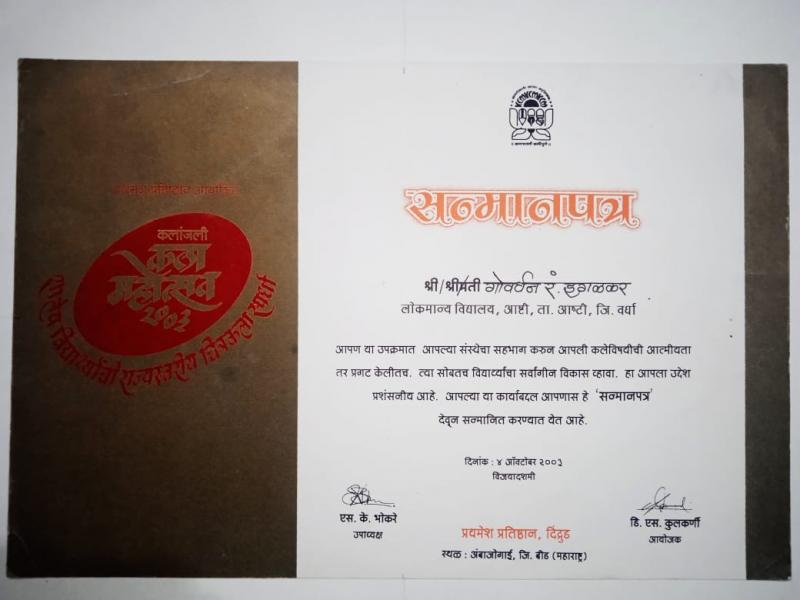 कलांजली
कला
महोत्सव
२००३
सन्मानपत्र
श्री/श्रीमती गोवर्धन रं.
लोकमान्य विद्यालय, आष्टी, ता. आष्टी, जि. वर्धा
आपण या उपक्रमात आपल्या संस्थेचा सहभाग करुन आपली कलेविषयीची आत्मीयता
तर प्रगट केलीतच. त्या सोबतच विद्यार्थ्यांचा सर्वांगीन विकास व्हावा. हा आपला उद्देश
प्रशंसनीय आहे. आपल्या या कार्याबद्दल आपणास हे 'सन्मानपत्र'
देवून सन्मानित करण्यात येत आहे.
दिनांक : ४ ऑक्टोबर २००३
विजयादशमी
एस. के. भोकरे
उपाध्यक्ष
प्रथमेश प्रतिष्ठान, दिंद्रुड
स्थळ : अंबाजोगाई, जि. बीड (महाराष्ट्र)
डि. एस. कुलकर्णी
आयोजक